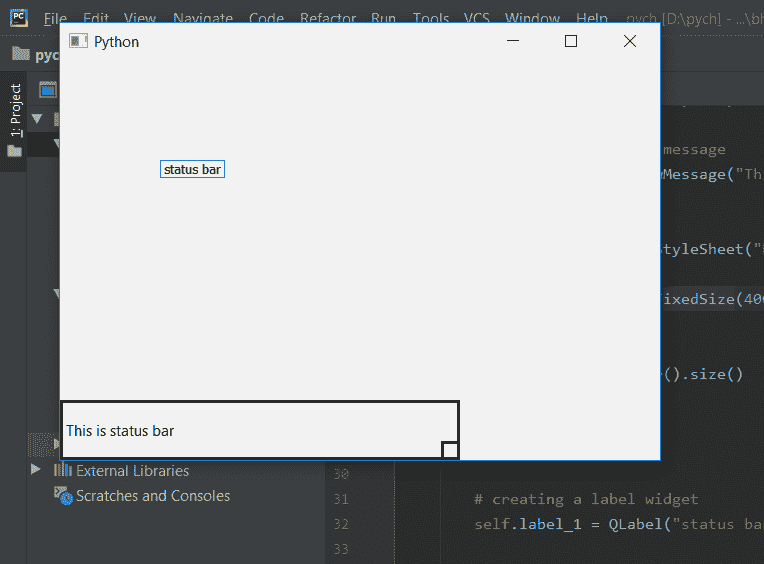 PC File Edit View Navigate Code Refactor Run Tools VCS Window Help pych [D:\pych] - ...\bh
Python
pyc
1: Project
message
Message("Th
status bar
tyleSheet("
ixedSize(400
().size()
This is status bar
External Libraries
30
Scratches and Consoles
31 # creating a label widget
32 self.label_1 = QLabel("status ba
33